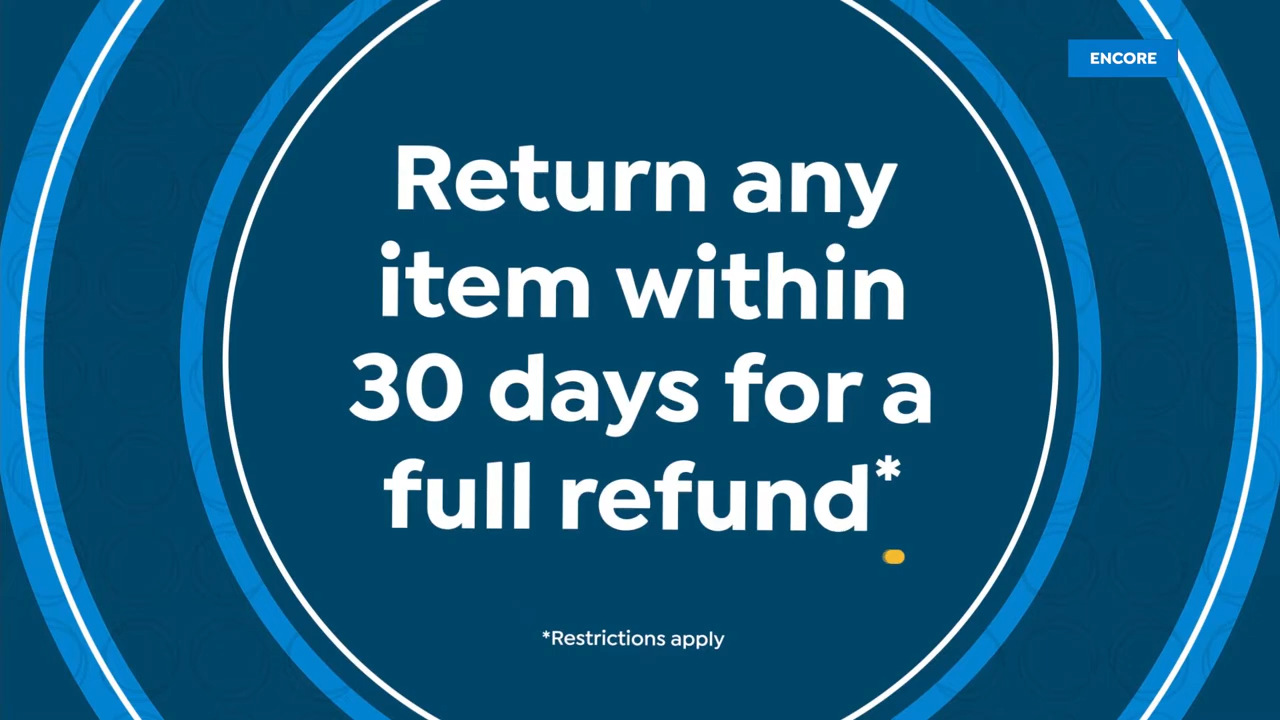 ENCORE
Return any
item within
30 days for a
full refund*
*Restrictions apply